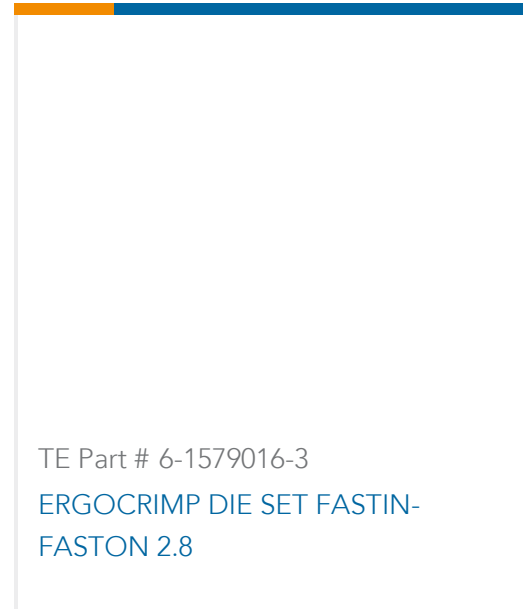 TE Part # 6-1579016-3
ERGOCRIMP DIE SET FASTIN-
FASTON 2.8